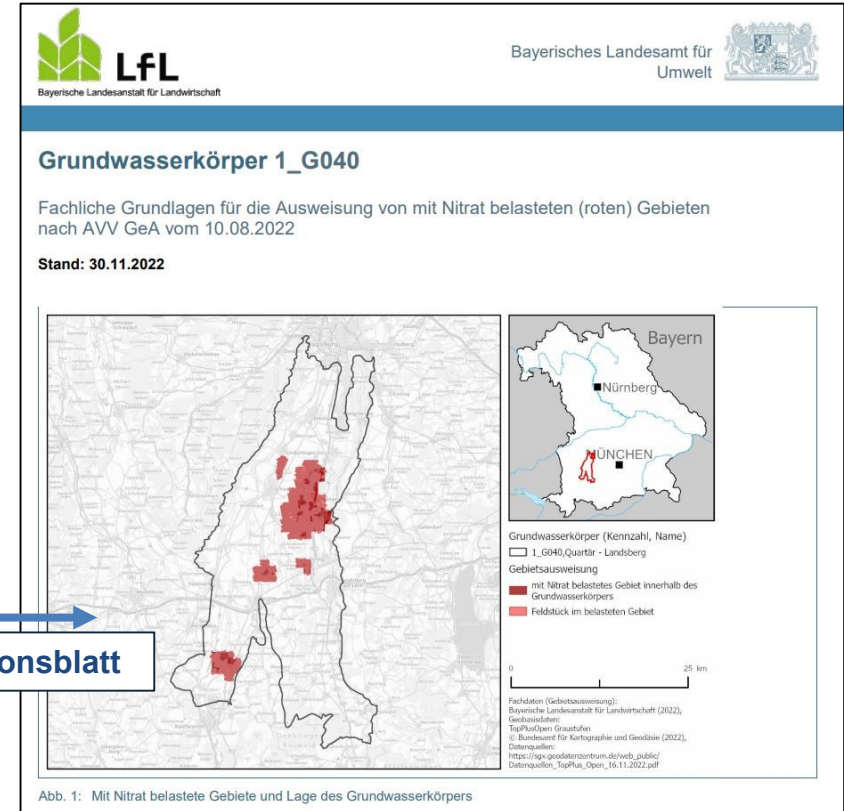 LfL
Bayerische Landesanstalt für Landwirtschaft
Bayerisches Landesamt für
Umwelt
Grundwasserkörper 1_G040
Fachliche Grundlagen für die Ausweisung von mit Nitrat belasteten (roten) Gebieten
nach AVV GeA vom 10.08.2022
Stand: 30.11.2022
Bayern
Nürnberg
MÜNCHEN
Grundwasserkörper (Kennzahl, Name)
1_G040,Quartär - Landsberg
Gebietsausweisung
mit Nitrat belastetes Gebiet innerhalb des
Grundwasserkörpers
Feldstück im belasteten Gebiet
0 25 km
onsblatt
Fachdaten (Gebietsausweisung):
Bayerische Landesanstalt für Landwirtschaft (2022),
Geobasisdaten:
TopPlusOpen Graustufen
© Bundesamt für Kartographie und Geodäsie (2022),
Datenquellen:
https://sgx.geodatenzentrum.de/web_public/
Datenquellen_TopPlus_Open_16.11.2022.pdf
Abb. 1: Mit Nitrat belastete Gebiete und Lage des Grundwasserkörpers